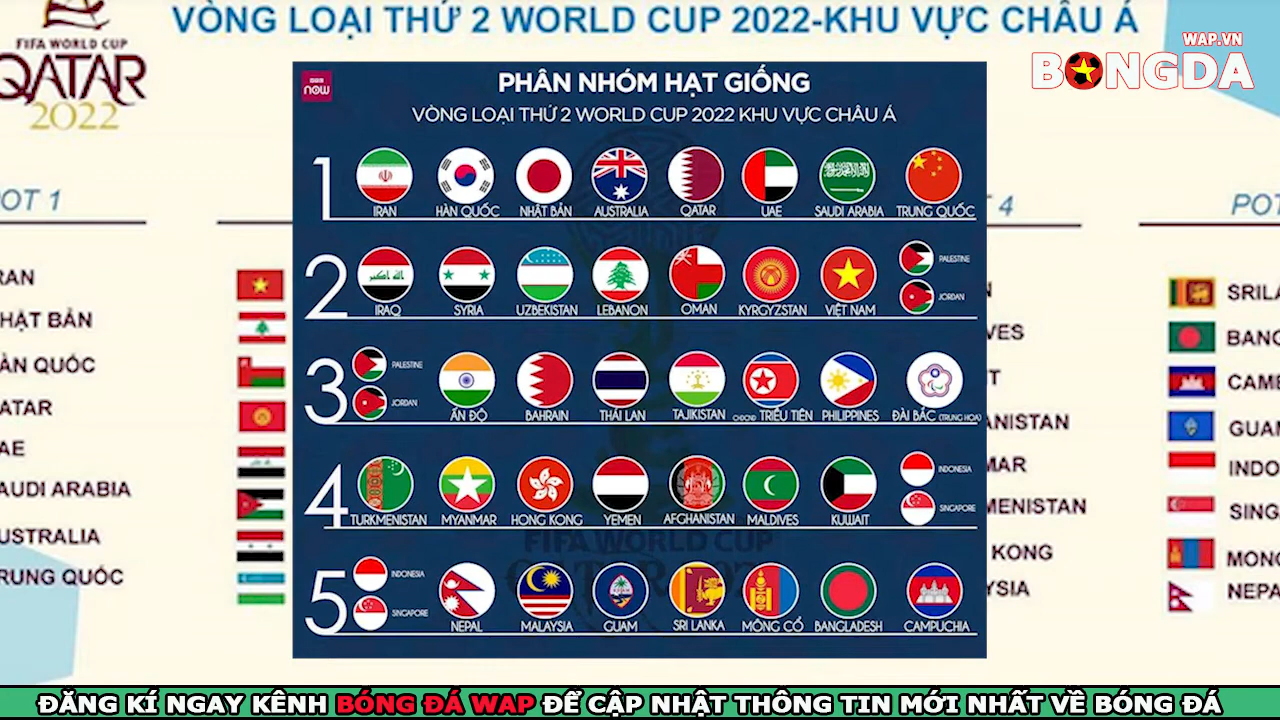 VÒNG LOẠI THỨ 2 WORLD CUP 2022-KHU VỰC CHÂU Á
WAP.VN
BONGDA
FIFA WORLD CUP
QATAR
2022
NOW
PHÂN NHÓM HẠT GIỐNG
VÒNG LOẠI THỨ 2 WORLD CUP 2022 KHU VỰC CHÂU Á
1
IRAN HÀN QUỐC NHẬT BẢN AUSTRALIA QATAR UAE SAUDI ARABIA TRUNG QUỐC
2
IRAQ SYRIA UZBEKISTAN LEBANON OMAN KYRGYZSTAN VIỆT NAM PALESTINE
JORDAN
3
PALESTINE
JORDAN
ẤN ĐỘ BAHRAIN THÁI LAN TAJIKISTAN CHDCND TRIỀU TIÊN PHILIPPINES ĐÀI BẮC (TRUNG HOA)
4
TURKMENISTAN MYANMAR HONG KONG YEMEN AFGHANISTAN MALDIVES KUWAIT INDONESIA
SINGAPORE
5
INDONESIA
SINGAPORE
NEPAL MALAYSIA GUAM SRI LANKA MÔNG CỔ BANGLADESH CAMPUCHIA
FIFA WORLD CUP
OT 1
RAN
HẬT BẢN
ÀN QUỐC
ATAR
AE
AUDI ARABIA
USTRALIA
RUNG QUỐC
4
N
VES
T
ANISTAN
MAR
MENISTAN
KONG
YSIA
POT
SRILA
BANG
CAME
GUAM
INDO
SING
MONG
NEPA
ĐĂNG KÍ NGAY KÊNH BÓNG ĐÁ WAP ĐỂ CẬP NHẬT THÔNG TIN MỚI NHẤT VỀ BÓNG ĐÁ